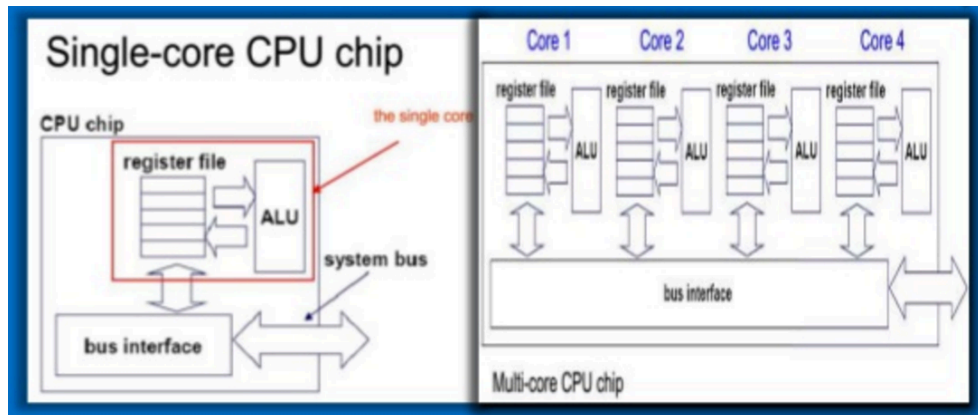 Single-core CPU chip
the single core
CPU chip
register file
ALU
system bus
bus interface
Core 1 Core 2 Core 3 Core 4
register file register file register file register file
ALU ALU ALU ALU
bus interface
Multi-core CPU chip